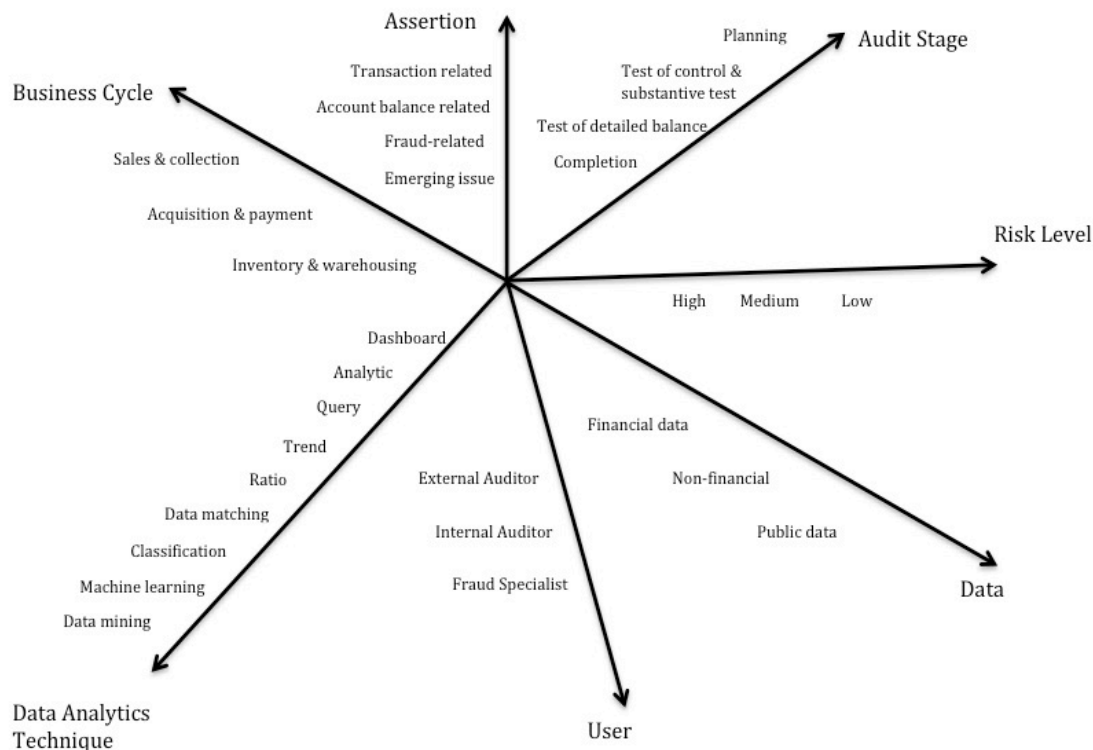 Assertion
Transaction related
Account balance related
Fraud-related
Emerging issue
Audit Stage
Planning
Test of control &
substantive test
Test of detailed balance
Completion
Risk Level
High
Medium
Low
Data
Financial data
Non-financial
Public data
User
External Auditor
Internal Auditor
Fraud Specialist
Data Analytics
Technique
Dashboard
Analytic
Query
Trend
Ratio
Data matching
Classification
Machine learning
Data mining
Business Cycle
Sales & collection
Acquisition & payment
Inventory & warehousing